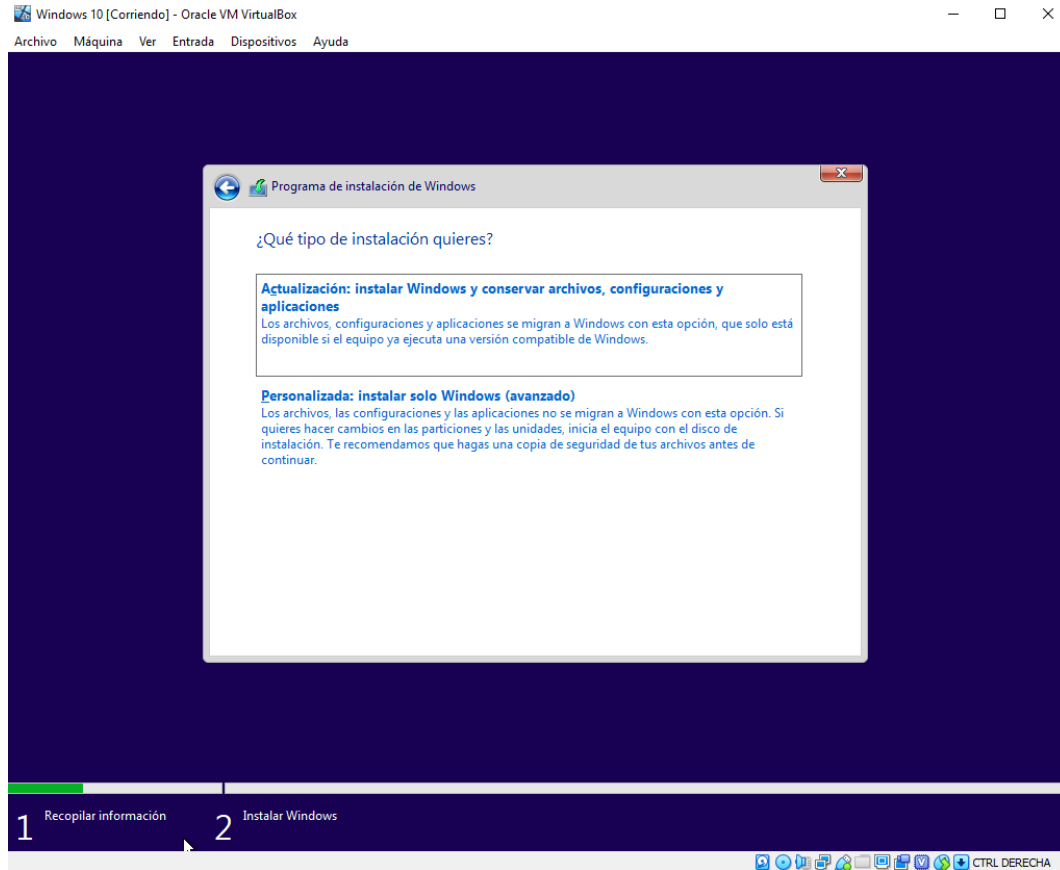 Windows 10 [Corriendo] - Oracle VM VirtualBox
Archivo Máquina Ver Entrada Dispositivos Ayuda
Programa de instalación de Windows
¿Qué tipo de instalación quieres?
Actualización: instalar Windows y conservar archivos, configuraciones y
aplicaciones
Los archivos, configuraciones y aplicaciones se migran a Windows con esta opción, que solo está
disponible si el equipo ya ejecuta una versión compatible de Windows.
Personalizada: instalar solo Windows (avanzado)
Los archivos, las configuraciones y las aplicaciones no se migran a Windows con esta opción. Si
quieres hacer cambios en las particiones y las unidades, inicia el equipo con el disco de
instalación. Te recomendamos que hagas una copia de seguridad de tus archivos antes de
continuar.
1 Recopilar información 2 Instalar Windows
CTRL DERECHA